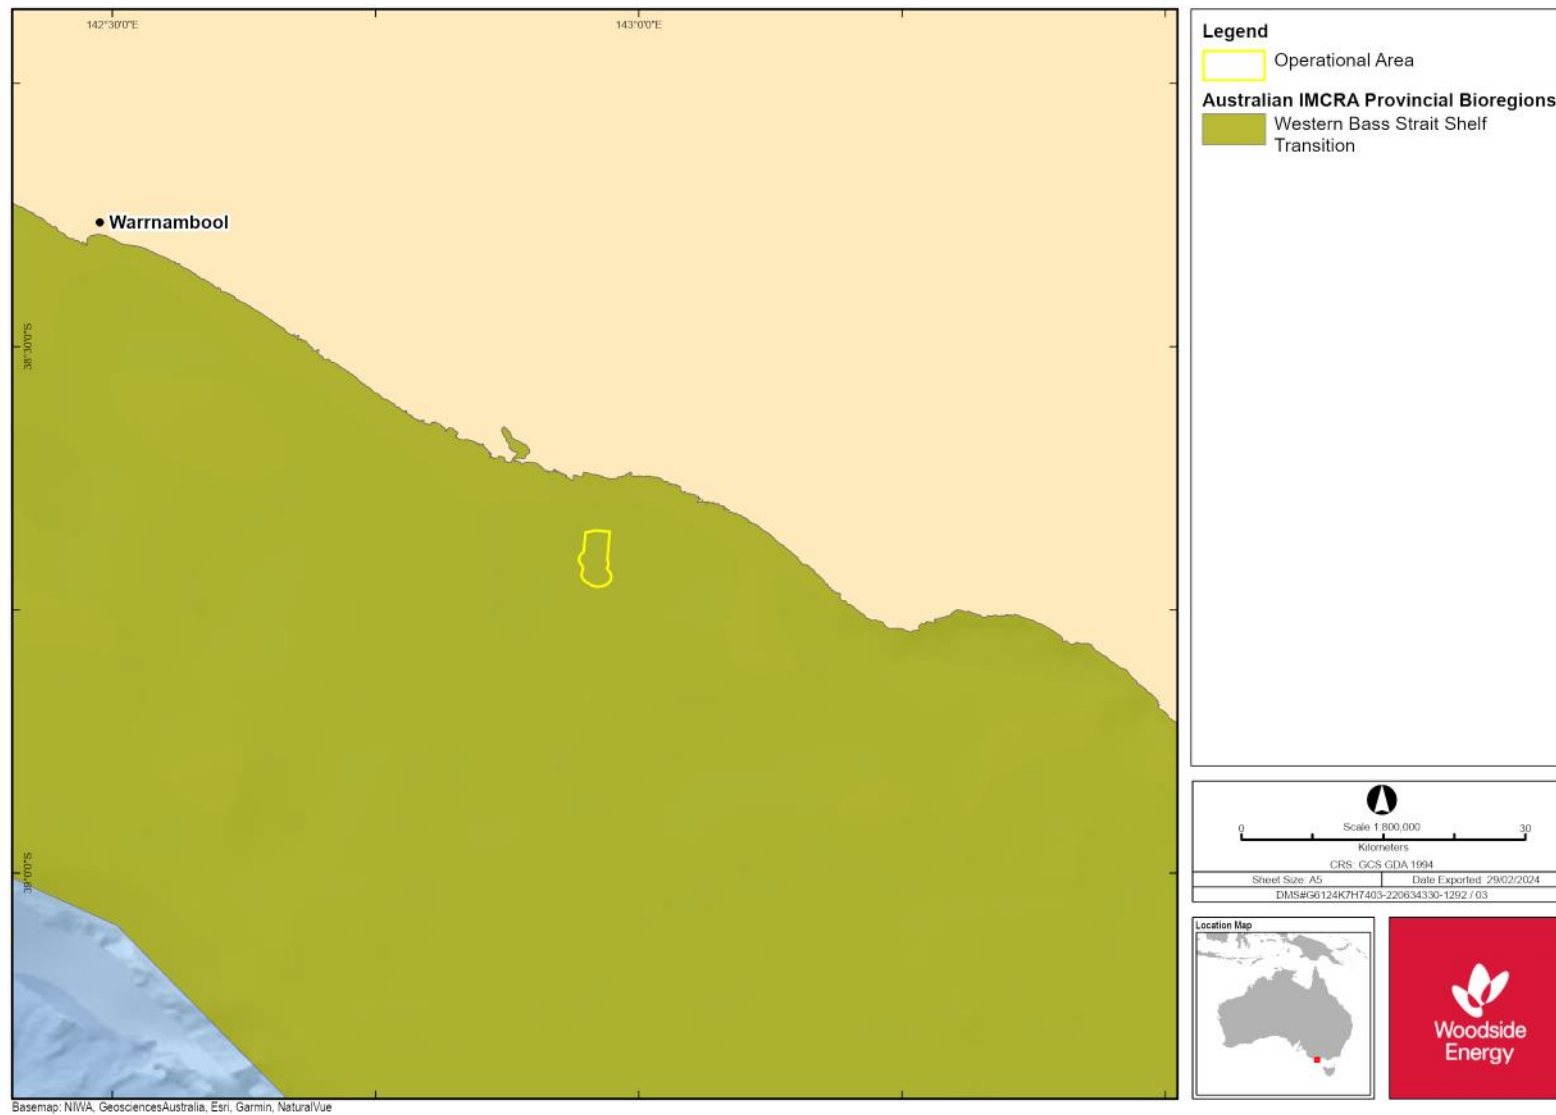 142°30'0"E
143°0'0"E
Warrnambool
38°30'0"S
39°0'0"S
Basemap: NIWA, GeosciencesAustralia, Esri, Garmin, NaturalVue
Legend
Operational Area
Australian IMCRA Provincial Bioregions
Western Bass Strait Shelf
Transition
0 30
Scale 1:800,000
Kilometers
CRS: GCS GDA 1994
Sheet Size: A5 Date Exported: 29/02/2024
DMS#G6124K7H7403-220634330-1292 / 03
Location Map
Woodside
Energy